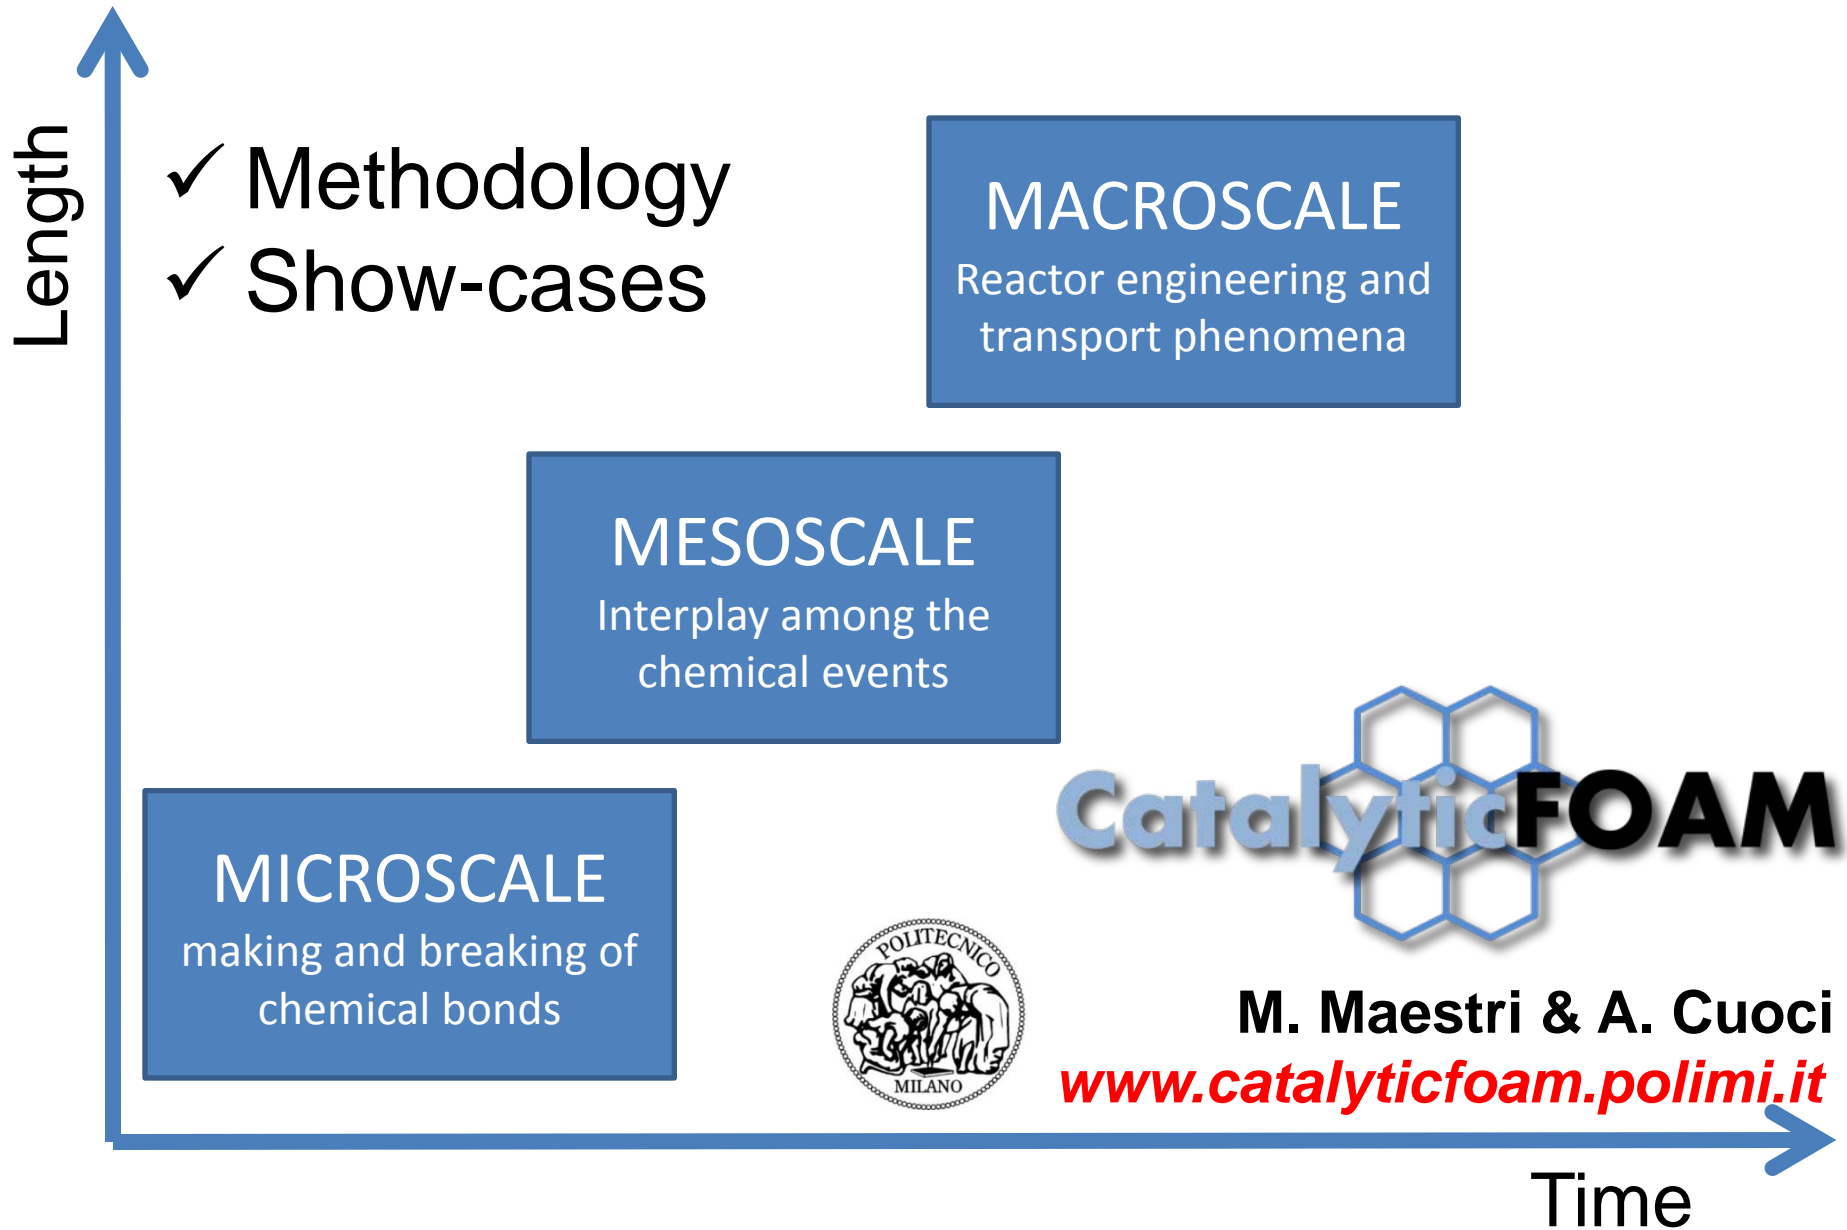 Length
✓ Methodology
✓ Show-cases
MACROSCALE
Reactor engineering and
transport phenomena
MESOSCALE
Interplay among the
chemical events
MICROSCALE
making and breaking of
chemical bonds
POLITECNICO
MILANO
CatalyticFOAM
M. Maestri & A. Cuoci
www.catalyticfoam.polimi.it
Time